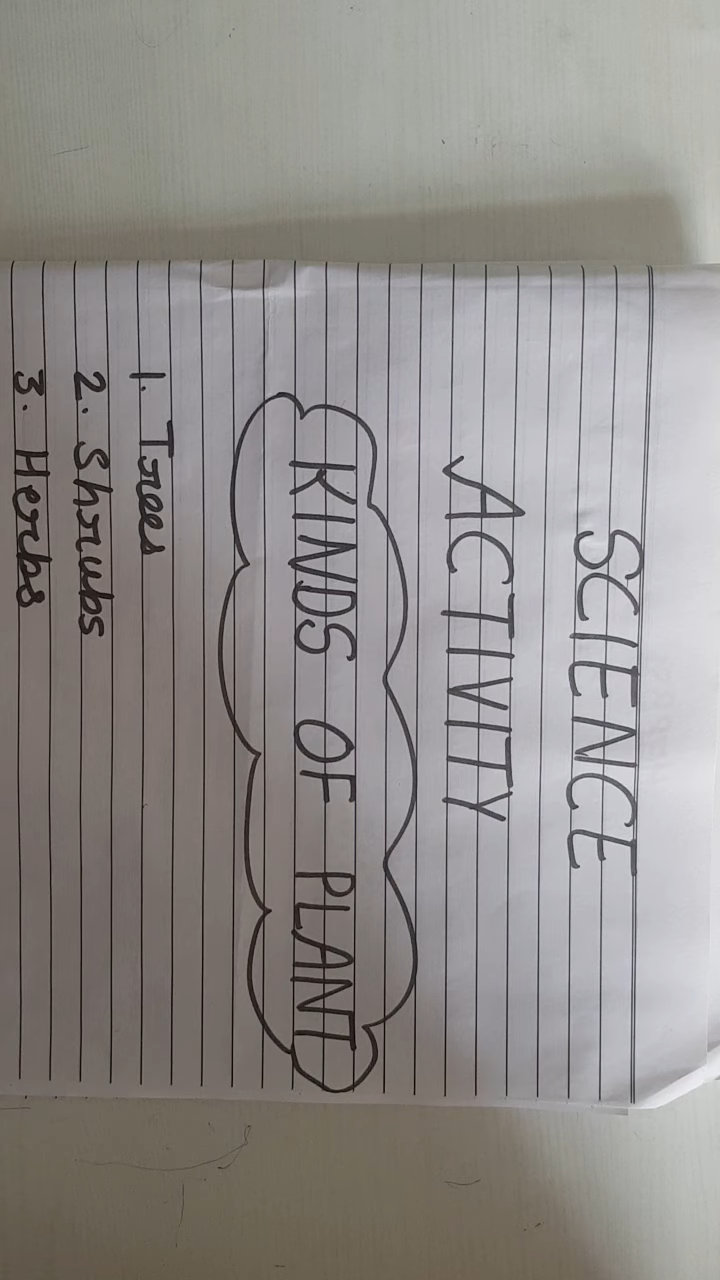 SCIENCE
ACTIVITY
KINDS OF PLANT
1. Trees
2. Shrubs
3. Herbs